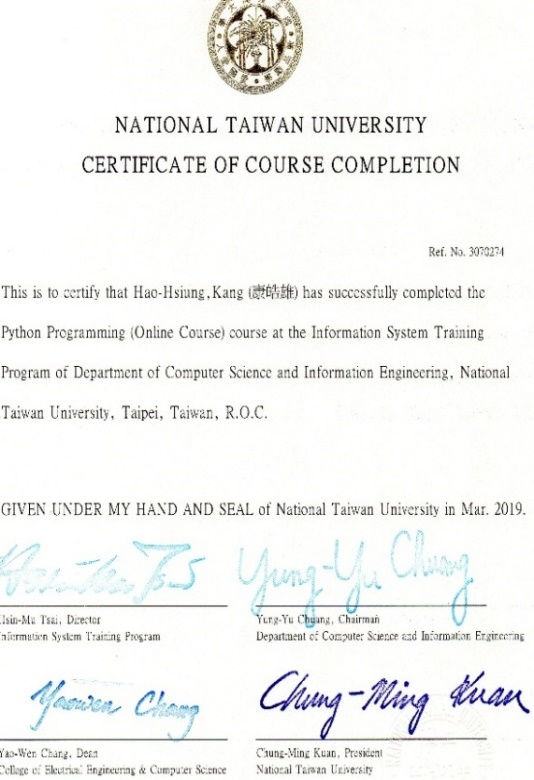 NATIONAL TAIWAN UNIVERSITY
CERTIFICATE OF COURSE COMPLETION
Ref. No. 3070274
This is to certify that Hao-Hsiung,Kang (康皓雄) has successfully completed the
Python Programming (Online Course) course at the Information System Training
Program of Department of Computer Science and Information Engineering, National
Taiwan University, Taipei, Taiwan, R.O.C.
GIVEN UNDER MY HAND AND SEAL of National Taiwan University in Mar. 2019.
Yung-Yu Chuang
Hsin-Mu Tsai, Director
Yung-Yu Chuang, Chairman
Information System Training Program
Department of Computer Science and Information Engineering
Yaowen Chang
Chung-Ming Kuan
Yao-Wen Chang, Dean
Chung-Ming Kuan, President
College of Electrical Engineering & Computer Science
National Taiwan University